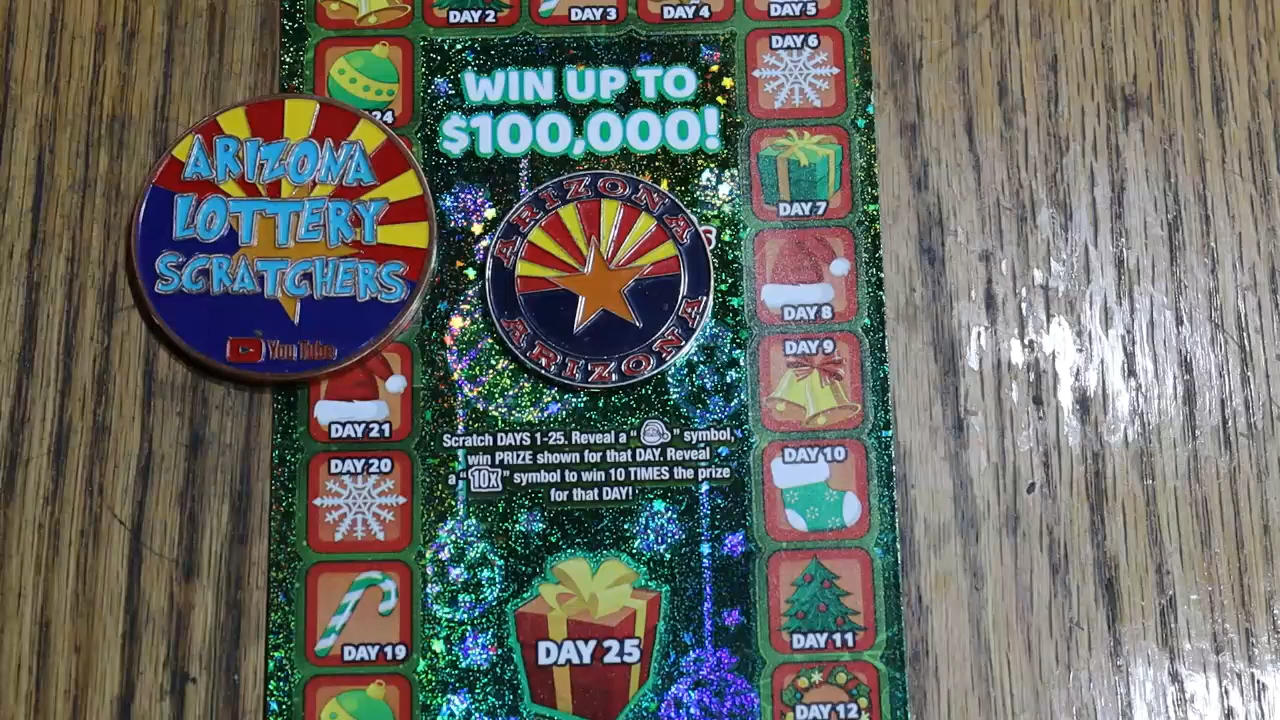 DAY 2
DAY 3
DAY 4
DAY 5
DAY 6
24
WIN UP TO
$100,000!
ARIZONA
LOTTERY
SCRATCHERS
YouTube
ARIZONA
ARIZONA
S
DAY 7
DAY 8
DAY 9
DAY 21
Scratch DAYS 1-25. Reveal a " " symbol,
win PRIZE shown for that DAY. Reveal
a "10X" symbol to win 10 TIMES the prize
for that DAY!
DAY 20
DAY 10
DAY 19
DAY 25
DAY 11
DAY 12